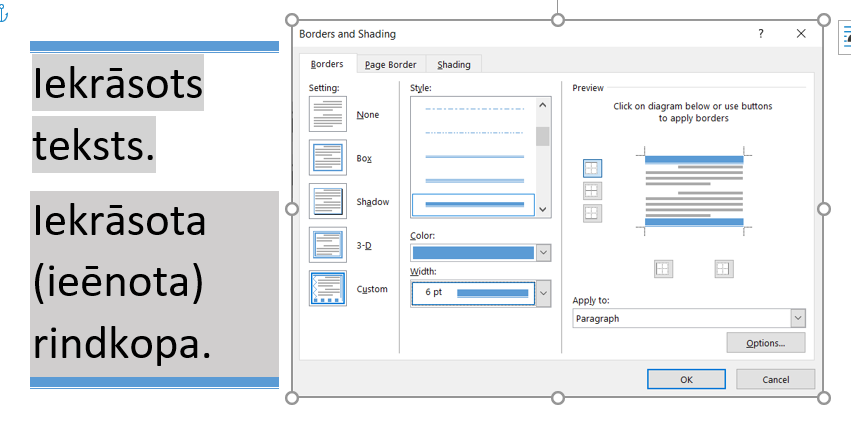 Iekrāsots
teksts.
Iekrāsota
(ieēnota)
rindkopa.
Borders and Shading
?
Borders
Page Border
Shading
Setting:
None
Box
Shadow
3-D
Custom
Style:
Color:
Width:
6 pt
Preview
Click on diagram below or use buttons
to apply borders
Apply to:
Paragraph
Options...
OK
Cancel